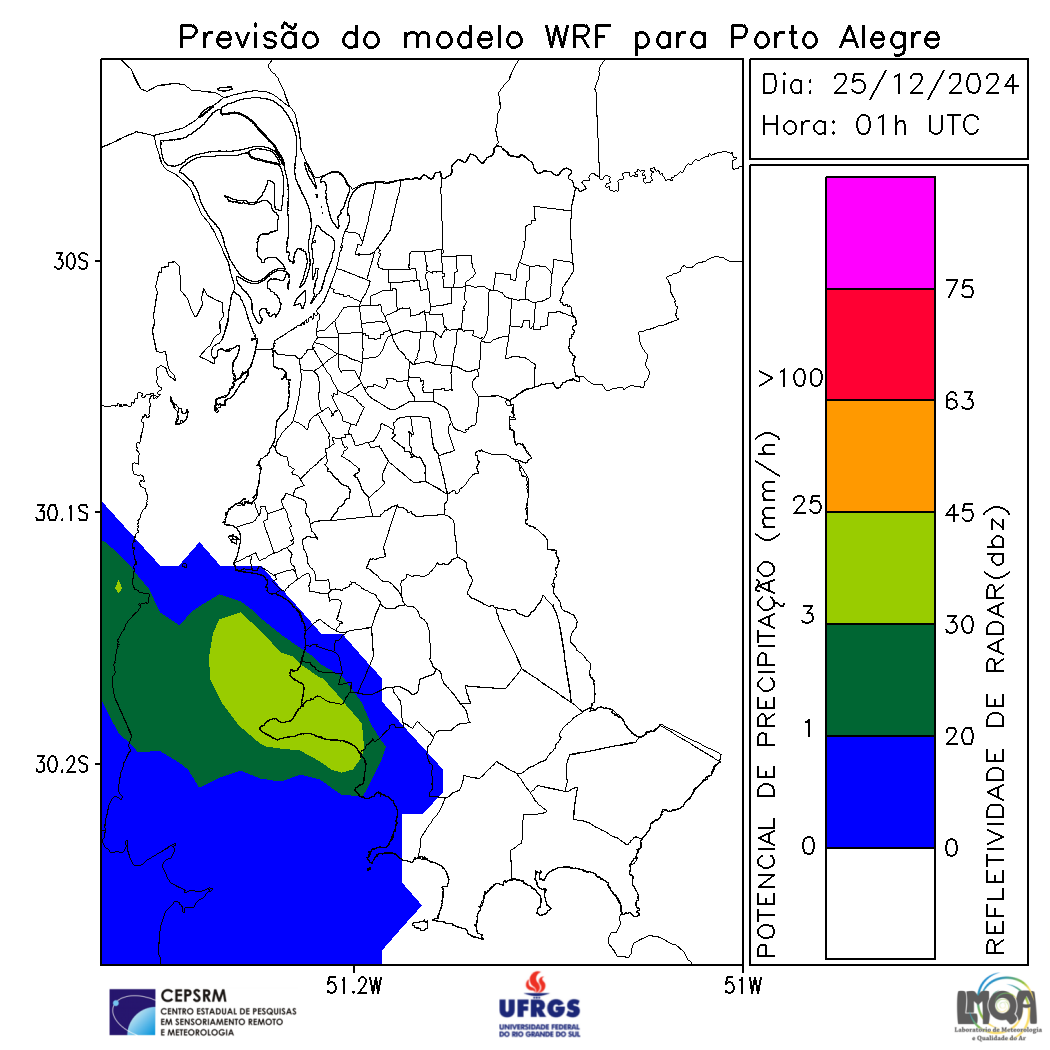 Previsão do modelo WRF para Porto Alegre
Dia: 25/12/2024
Hora: 01h UTC
30S
30.1S
30.2S
51.2W
51W
POTENCIAL DE PRECIPITAÇÃO (mm/h)
>100
25
3
1
0
75
63
45
30
20
0
REFLETIVIDADE DE RADAR(dbz)
CEPSRM
CENTRO ESTADUAL DE PESQUISAS
EM SENSORIAMENTO REMOTO
E METEOROLOGIA
UFRGS
UNIVERSIDADE FEDERAL
DO RIO GRANDE DO SUL
LMQA
Laboratório de Meteorologia
e Qualidade do Ar